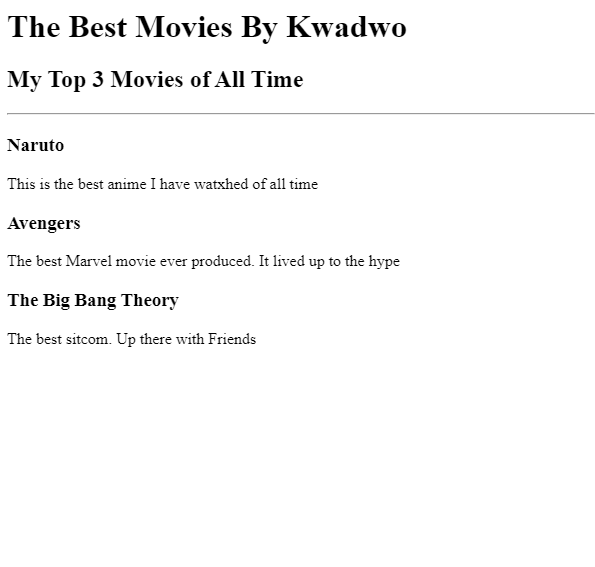 The Best Movies By Kwadwo
My Top 3 Movies of All Time
Naruto
This is the best anime I have watxhed of all time
Avengers
The best Marvel movie ever produced. It lived up to the hype
The Big Bang Theory
The best sitcom. Up there with Friends